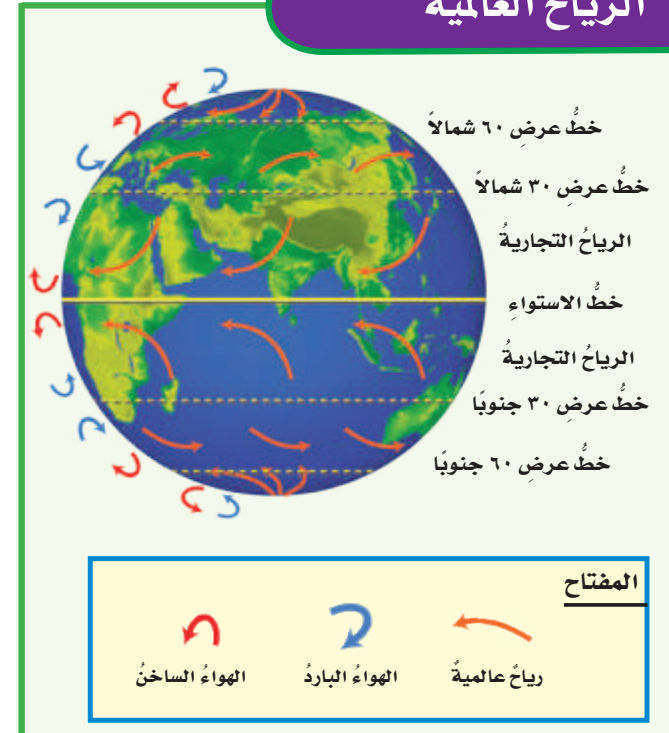 الرياح العالمية
خطُّ عرضِ ٦٠ شمالاً
خطُّ عرضِ ٣٠ شمالاً
الرياحُ التجاريةُ
خطُّ الاستواءِ
الرياحُ التجاريةُ
خطُّ عرضِ ٣٠ جنوبًا
خطُّ عرضِ ٦٠ جنوبًا
المفتاح
رياحٌ عالميةٌ
الهواءُ الباردُ
الهواءُ الساخنُ